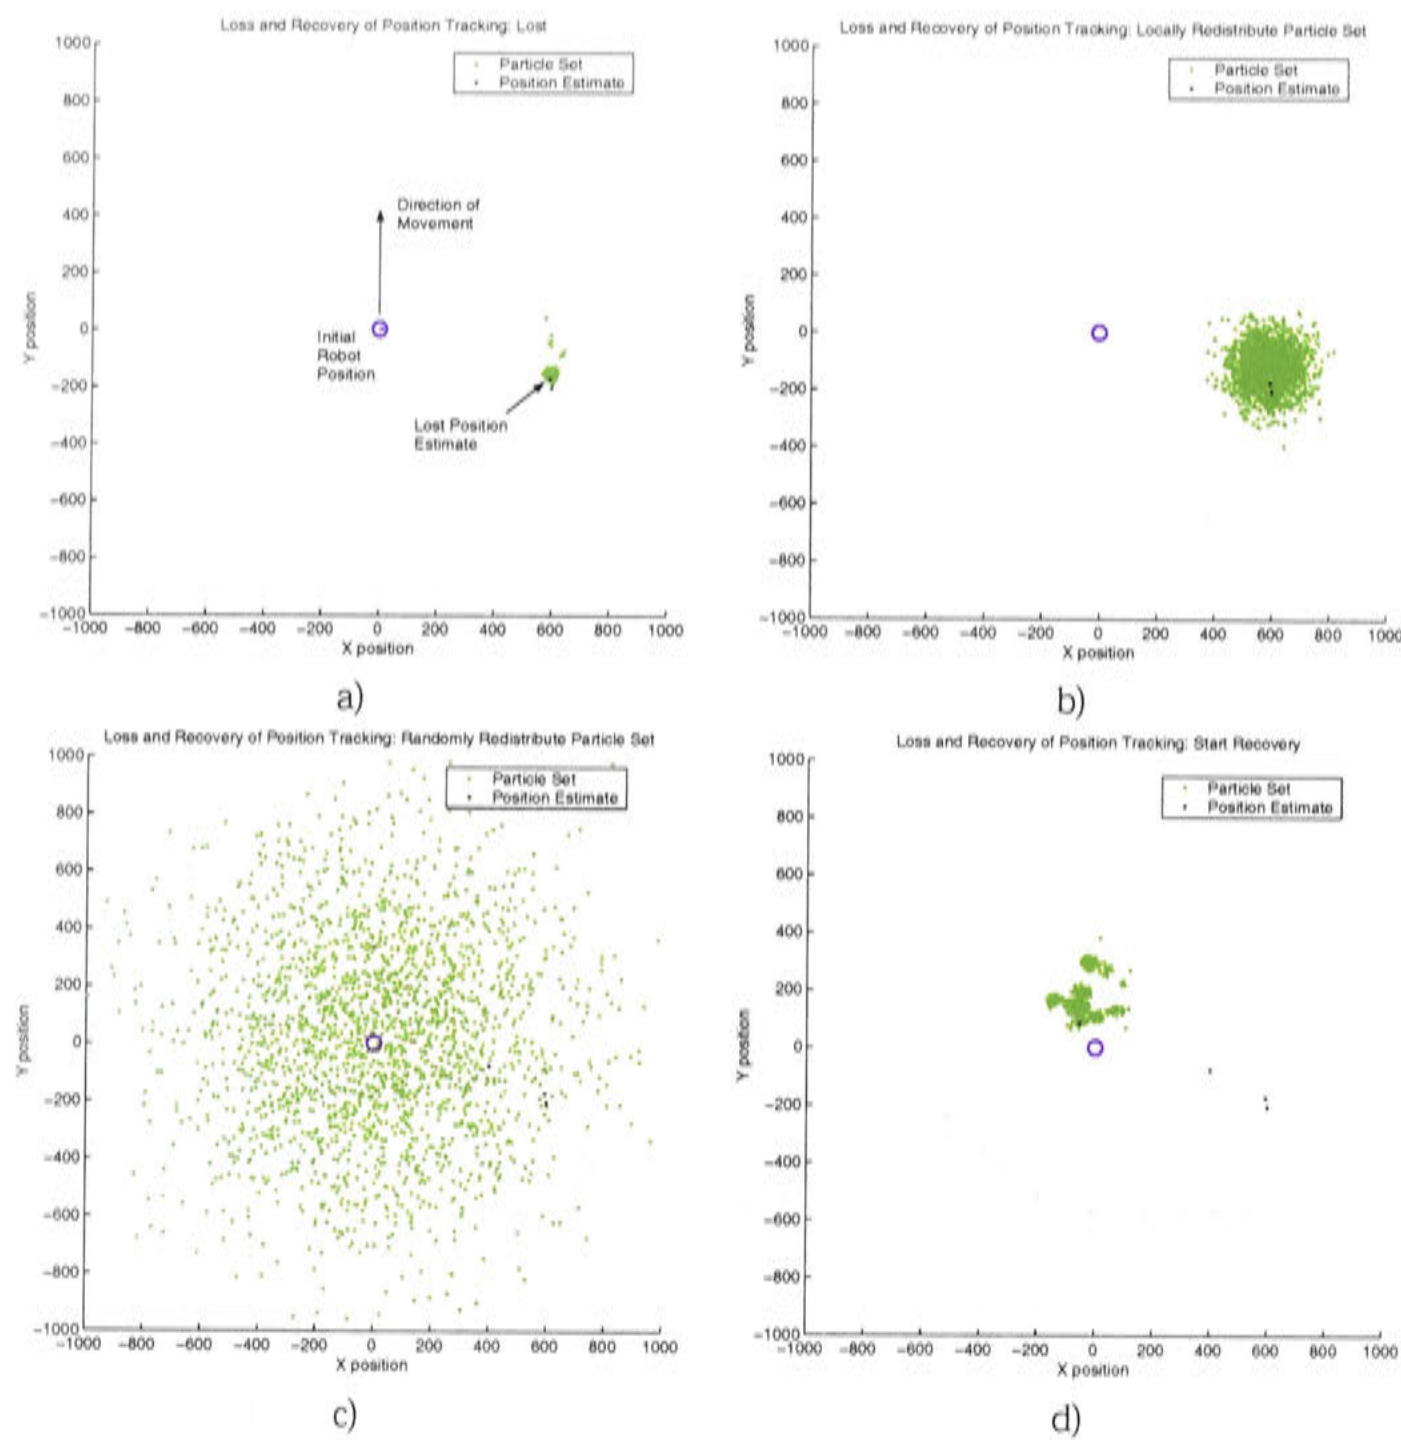 Loss and Recovery of Position Tracking: Lost
1000
800
600
400
200
0
−200
−400
−600
−800
−1000
Y position
Particle Set
Position Estimate
Direction of
Movement
Initial
Robot
Position
Lost Position
Estimate
−1000 −800 −600 −400 −200 0 200 400 600 800 1000
X position
a)
Loss and Recovery of Position Tracking: Locally Redistribute Particle Set
1000
800
600
400
200
0
−200
−400
−600
−800
−1000
Y position
Particle Set
Position Estimate
−1000 −800 −600 −400 −200 0 200 400 600 800 1000
X position
b)
Loss and Recovery of Position Tracking: Randomly Redistribute Particle Set
1000
800
600
400
200
0
−200
−400
−600
−800
−1000
Y position
Particle Set
Position Estimate
−1000 −800 −600 −400 −200 0 200 400 600 800 1000
X position
c)
Loss and Recovery of Position Tracking: Start Recovery
1000
800
600
400
200
0
−200
−400
−600
−800
−1000
Y position
Particle Set
Position Estimate
−1000 −800 −600 −400 −200 0 200 400 600 800 1000
X position
d)